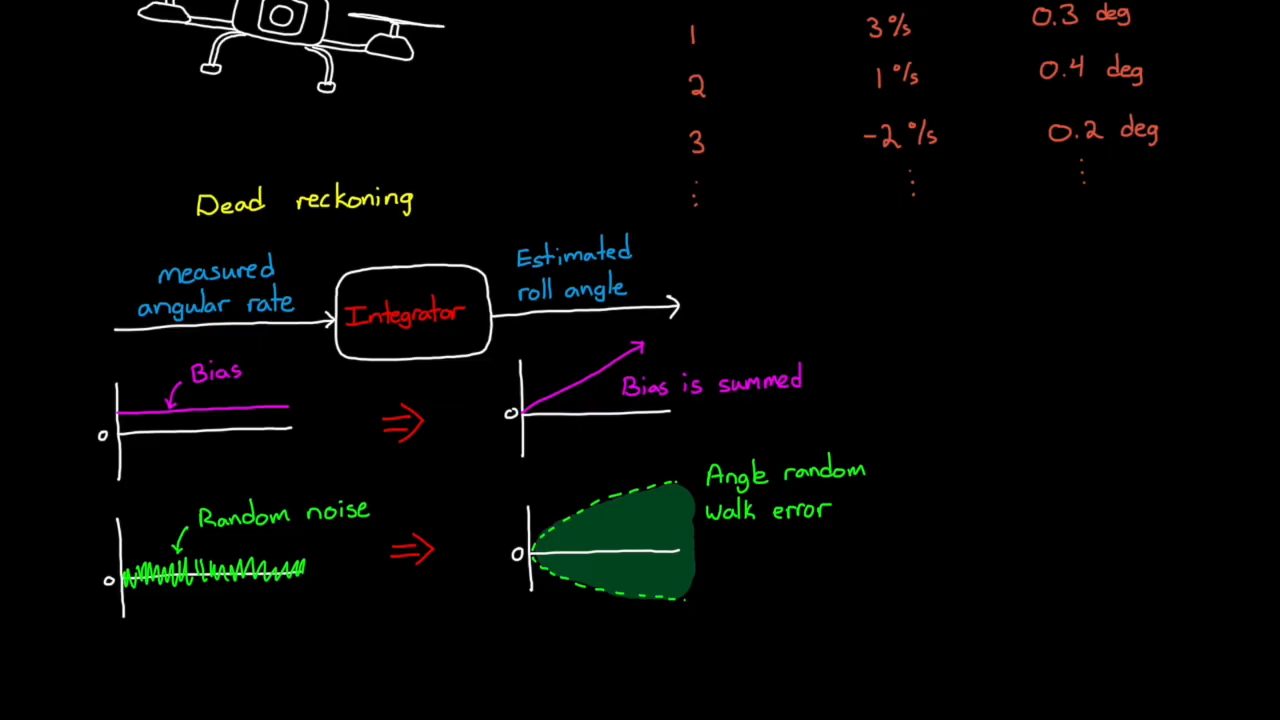 1 3 °/s 0.3 deg
2 1 °/s 0.4 deg
3 -2 °/s 0.2 deg
⋮ ⋮ ⋮
Dead reckoning
measured
angular rate
Integrator
Estimated
roll angle
Bias
0
0
Bias is summed
Random noise
0
0
Angle random
walk error